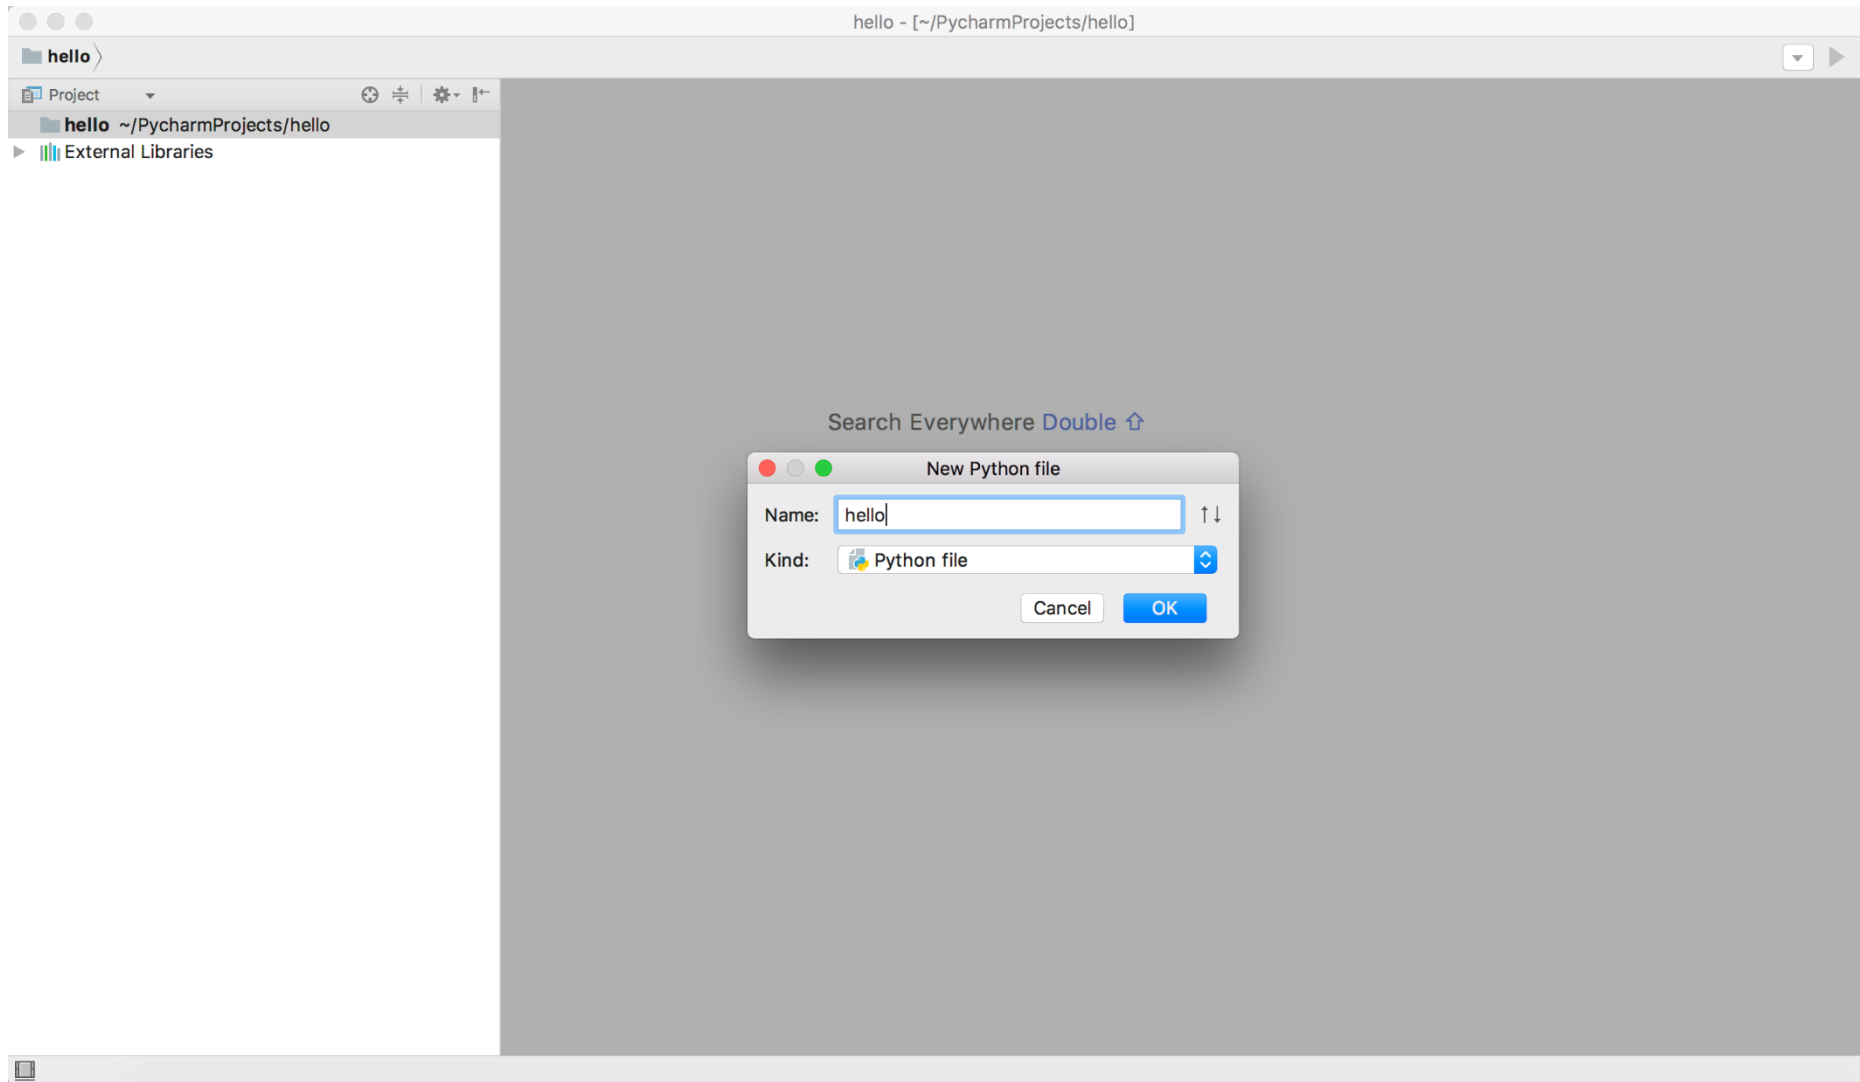 hello - [~/PycharmProjects/hello]
hello
Project
hello ~/PycharmProjects/hello
External Libraries
Search Everywhere Double ⇧
New Python file
Name: hello
Kind: Python file
Cancel OK